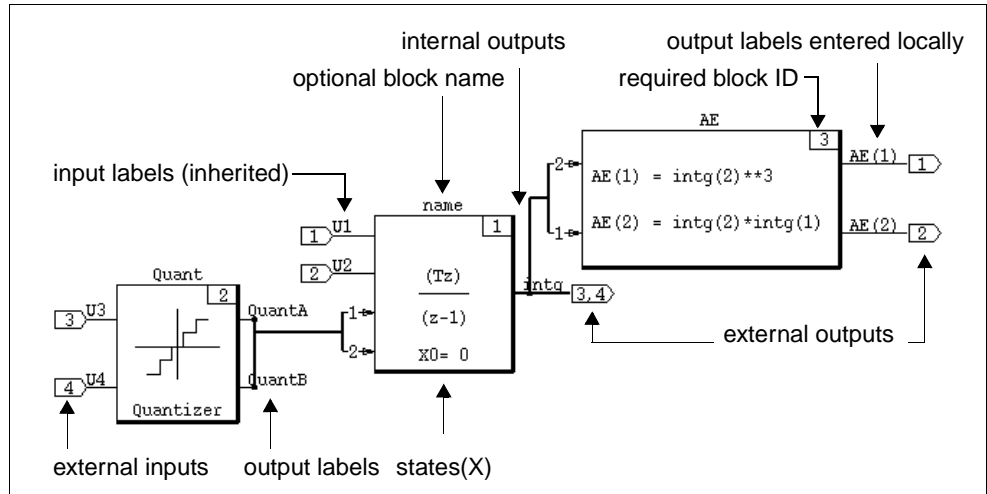 internal outputs
output labels entered locally
optional block name
required block ID
AE
3
AE(1)
1
2
AE(1) = intg(2)**3
input labels (inherited)
name
1
AE(2) = intg(2)*intg(1)
1
AE(2)
2
1
U1
2
U2
Quant
(Tz)
intg
3,4
2
(z-1)
external outputs
3
U3
QuantA
1
2
X0= 0
4
U4
QuantB
Quantizer
external inputs
output labels
states(X)